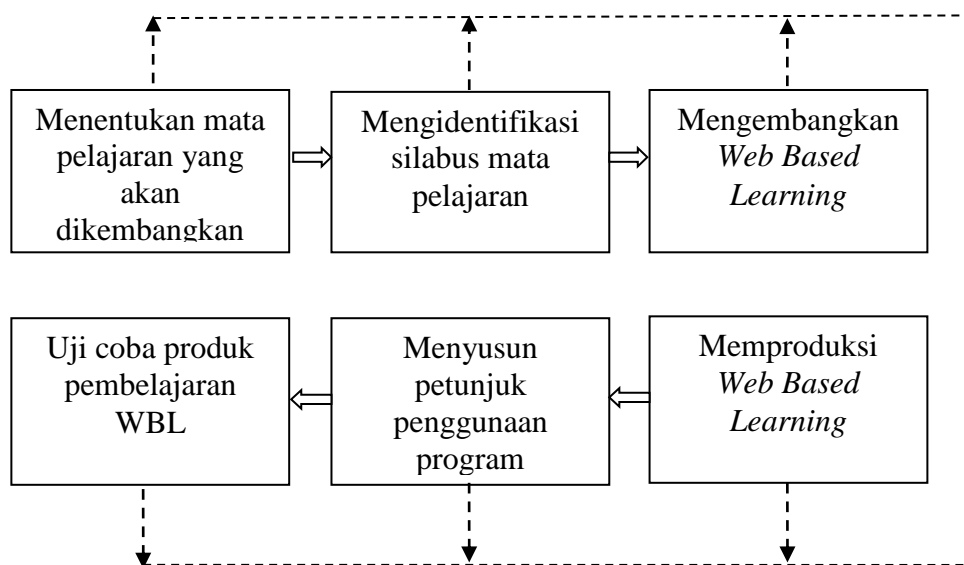 Menentukan mata
pelajaran yang
akan
dikembangkan
Mengidentifikasi
silabus mata
pelajaran
Mengembangkan
Web Based
Learning
Uji coba produk
pembelajaran
WBL
Menyusun
petunjuk
penggunaan
program
Memproduksi
Web Based
Learning